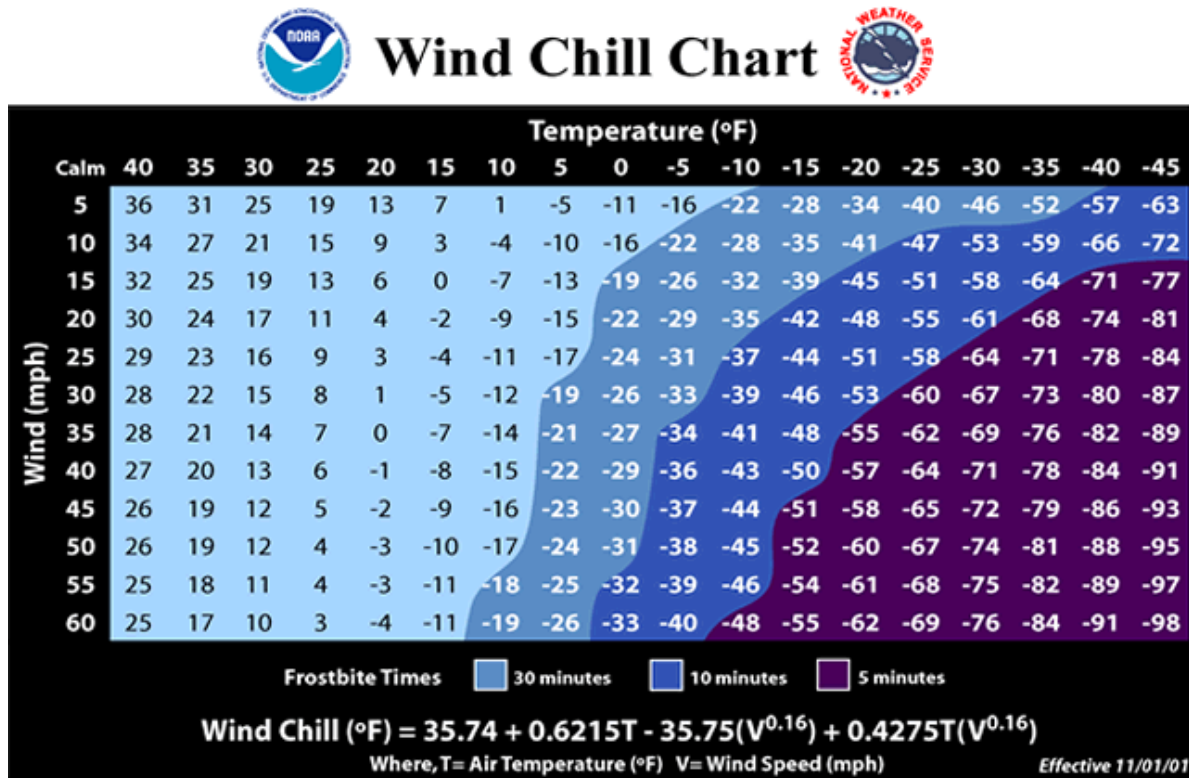 NOAA
Wind Chill Chart
NATIONAL WEATHER SERVICE
Temperature (ºF)
Calm 40 35 30 25 20 15 10 5 0 -5 -10 -15 -20 -25 -30 -35 -40 -45
Wind (mph)
5 36 31 25 19 13 7 1 -5 -11 -16 -22 -28 -34 -40 -46 -52 -57 -63
10 34 27 21 15 9 3 -4 -10 -16 -22 -28 -35 -41 -47 -53 -59 -66 -72
15 32 25 19 13 6 0 -7 -13 -19 -26 -32 -39 -45 -51 -58 -64 -71 -77
20 30 24 17 11 4 -2 -9 -15 -22 -29 -35 -42 -48 -55 -61 -68 -74 -81
25 29 23 16 9 3 -4 -11 -17 -24 -31 -37 -44 -51 -58 -64 -71 -78 -84
30 28 22 15 8 1 -5 -12 -19 -26 -33 -39 -46 -53 -60 -67 -73 -80 -87
35 28 21 14 7 0 -7 -14 -21 -27 -34 -41 -48 -55 -62 -69 -76 -82 -89
40 27 20 13 6 -1 -8 -15 -22 -29 -36 -43 -50 -57 -64 -71 -78 -84 -91
45 26 19 12 5 -2 -9 -16 -23 -30 -37 -44 -51 -58 -65 -72 -79 -86 -93
50 26 19 12 4 -3 -10 -17 -24 -31 -38 -45 -52 -60 -67 -74 -81 -88 -95
55 25 18 11 4 -3 -11 -18 -25 -32 -39 -46 -54 -61 -68 -75 -82 -89 -97
60 25 17 10 3 -4 -11 -19 -26 -33 -40 -48 -55 -62 -69 -76 -84 -91 -98
Frostbite Times 30 minutes 10 minutes 5 minutes
Wind Chill (ºF) = 35.74 + 0.6215T - 35.75(V^0.16) + 0.4275T(V^0.16)
Where, T= Air Temperature (ºF) V= Wind Speed (mph) Effective 11/01/01